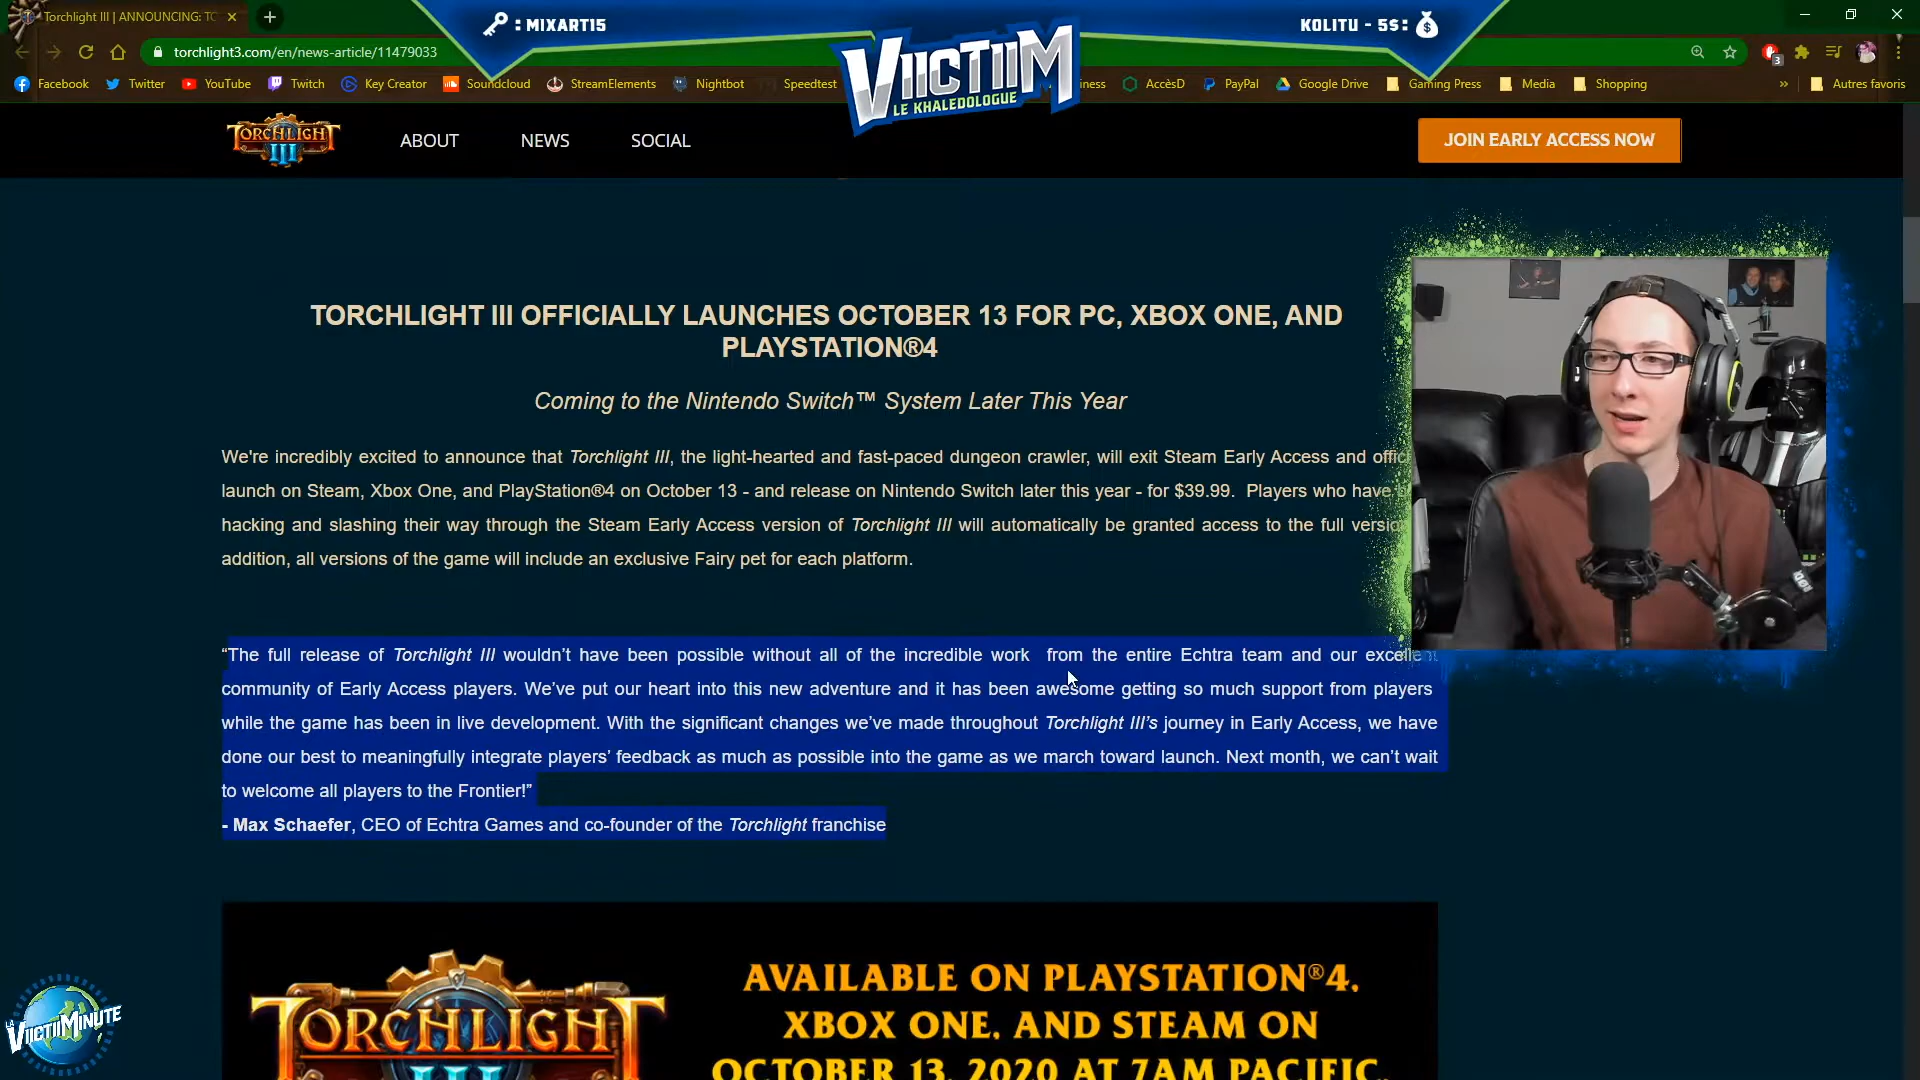 Torchlight III | ANNOUNCING: TC
: MIXART15
KOLITU - 5$:
VIICTIIM
LE KHALEDOLOGUE
torchlight3.com/en/news-article/11479033
3
Facebook Twitter YouTube Twitch Key Creator Soundcloud StreamElements Nightbot Speedtest iness AccèsD PayPal Google Drive Gaming Press Media Shopping » Autres favoris
TORCHLIGHT III
ABOUT NEWS SOCIAL
JOIN EARLY ACCESS NOW
TORCHLIGHT III OFFICIALLY LAUNCHES OCTOBER 13 FOR PC, XBOX ONE, AND
PLAYSTATION®4
Coming to the Nintendo Switch™ System Later This Year
We're incredibly excited to announce that Torchlight III, the light-hearted and fast-paced dungeon crawler, will exit Steam Early Access and offic
launch on Steam, Xbox One, and PlayStation®4 on October 13 - and release on Nintendo Switch later this year - for $39.99. Players who have
hacking and slashing their way through the Steam Early Access version of Torchlight III will automatically be granted access to the full versio
addition, all versions of the game will include an exclusive Fairy pet for each platform.
“The full release of Torchlight III wouldn’t have been possible without all of the incredible work from the entire Echtra team and our excellent
community of Early Access players. We’ve put our heart into this new adventure and it has been awesome getting so much support from players
while the game has been in live development. With the significant changes we’ve made throughout Torchlight III’s journey in Early Access, we have
done our best to meaningfully integrate players’ feedback as much as possible into the game as we march toward launch. Next month, we can’t wait
to welcome all players to the Frontier!”
- Max Schaefer, CEO of Echtra Games and co-founder of the Torchlight franchise
TORCHLIGHT
III
AVAILABLE ON PLAYSTATION®4,
XBOX ONE, AND STEAM ON
OCTOBER 13, 2020 AT 7AM PACIFIC.
LA
VIICTIIMINUTE